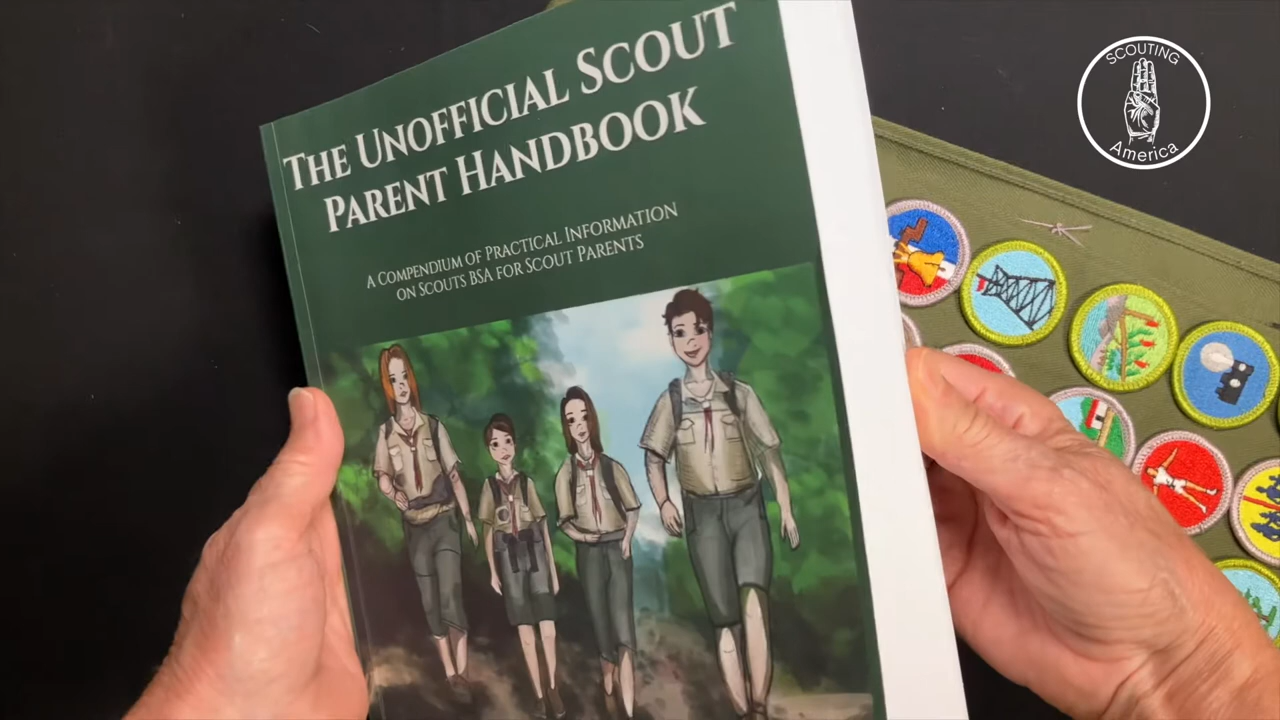 THE UNOFFICIAL SCOUT
PARENT HANDBOOK
A COMPENDIUM OF PRACTICAL INFORMATION
ON SCOUTS BSA FOR SCOUT PARENTS
SCOUTING
America